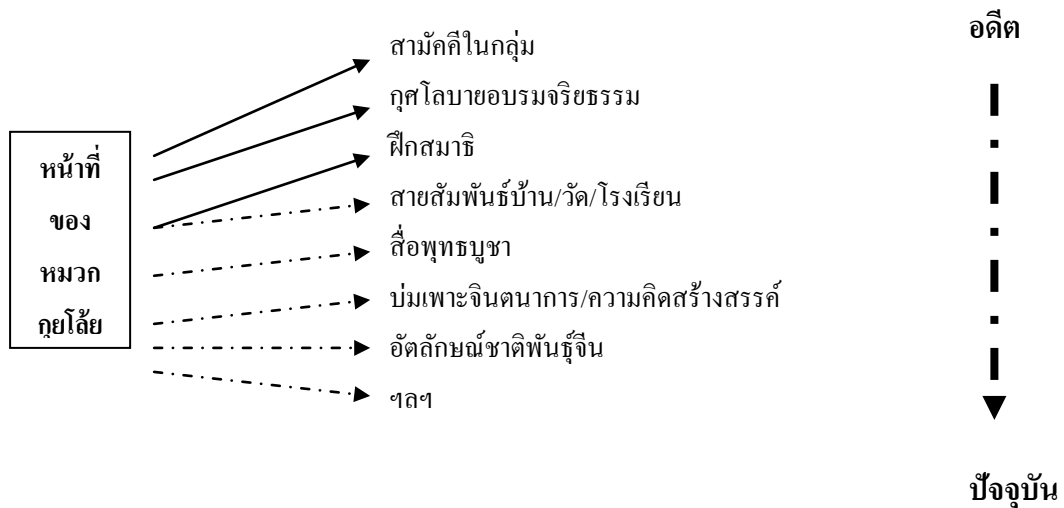 อดีต
สามัคคีในกลุ่ม
กุศโลบายอบรมจริยธรรม
ฝึกสมาธิ
สายสัมพันธ์บ้าน/วัด/โรงเรียน
สื่อพุทธบูชา
บ่มเพาะจินตนาการ/ความคิดสร้างสรรค์
อัตลักษณ์ชาติพันธุ์จีน
ฯลฯ
หน้าที่
ของ
หมวก
กุยโล้ย
ปัจจุบัน